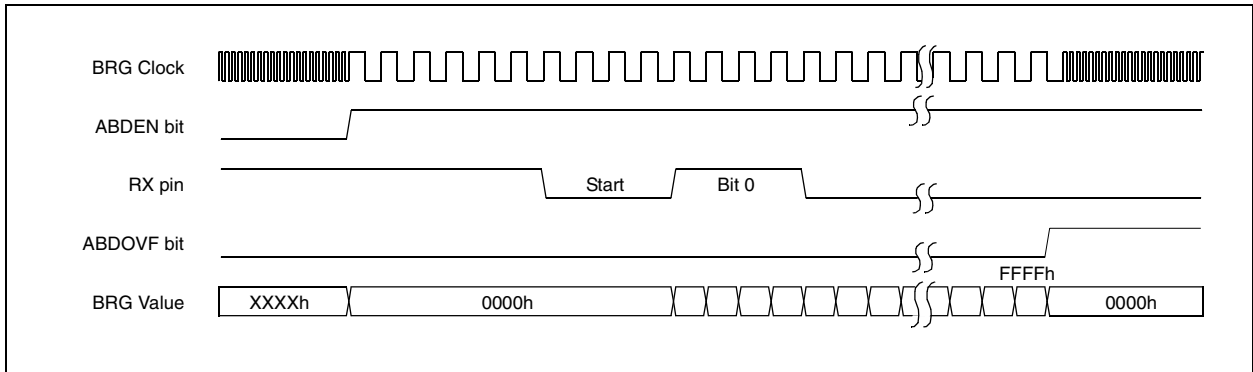 BRG Clock
ABDEN bit
RX pin
Start
Bit 0
ABDOVF bit
FFFFh
BRG Value
XXXXh
0000h
0000h